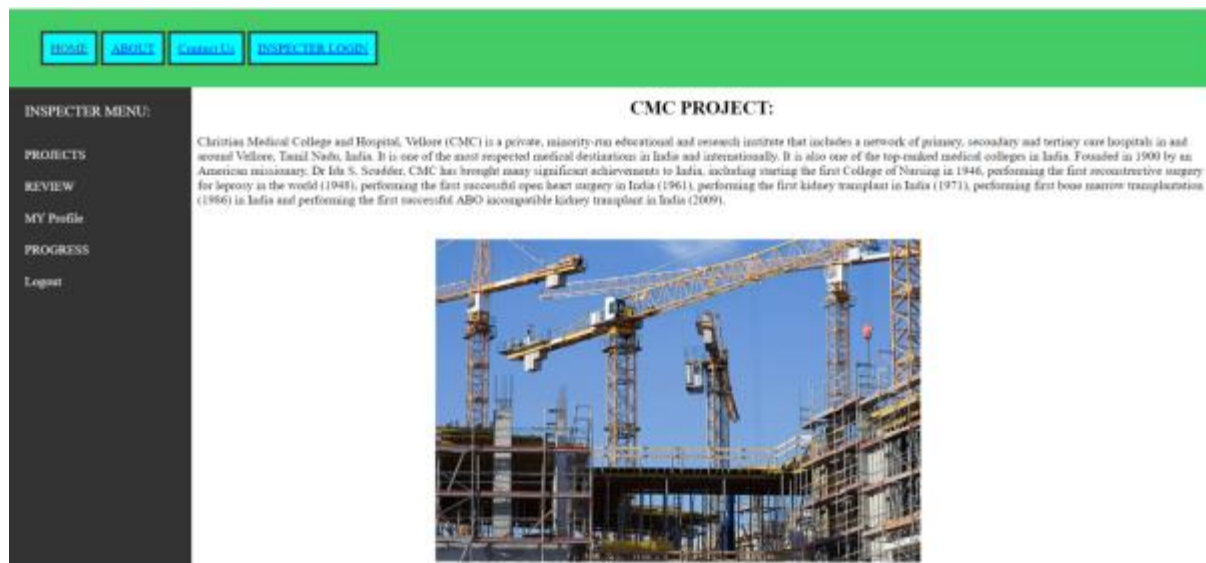 HOME ABOUT Contact Us INSPECTER LOGIN
INSPECTER MENU:
PROJECTS
REVIEW
MY Profile
PROGRESS
Logout
CMC PROJECT:
Christian Medical College and Hospital, Vellore (CMC) is a private, minority-run educational and research institute that includes a network of primary, secondary and tertiary care hospitals in and
around Vellore, Tamil Nadu, India. It is one of the most respected medical destinations in India and internationally. It is also one of the top-ranked medical colleges in India. Founded in 1900 by an
American missionary, Dr Ida S. Scudder, CMC has brought many significant achievements to India, including starting the first College of Nursing in 1946, performing the first reconstructive surgery
for leprosy in the world (1948), performing the first successful open heart surgery in India (1961), performing the first kidney transplant in India (1971), performing first bone marrow transplantation
(1986) in India and performing the first successful ABO incompatible kidney transplant in India (2009).